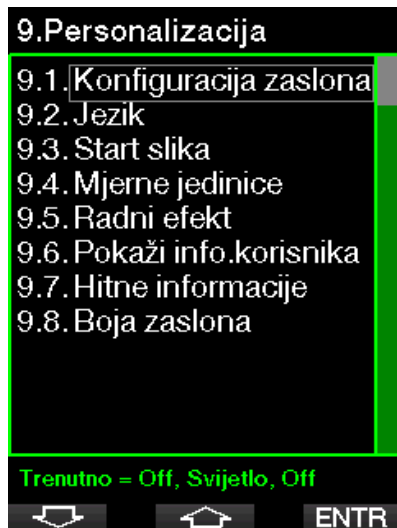 9.Personalizacija
9.1.Konfiguracija zaslona
9.2.Jezik
9.3.Start slika
9.4.Mjerne jedinice
9.5.Radni efekt
9.6.Pokaži info.korisnika
9.7.Hitne informacije
9.8.Boja zaslona
Trenutno = Off, Svijetlo, Off
ENTR